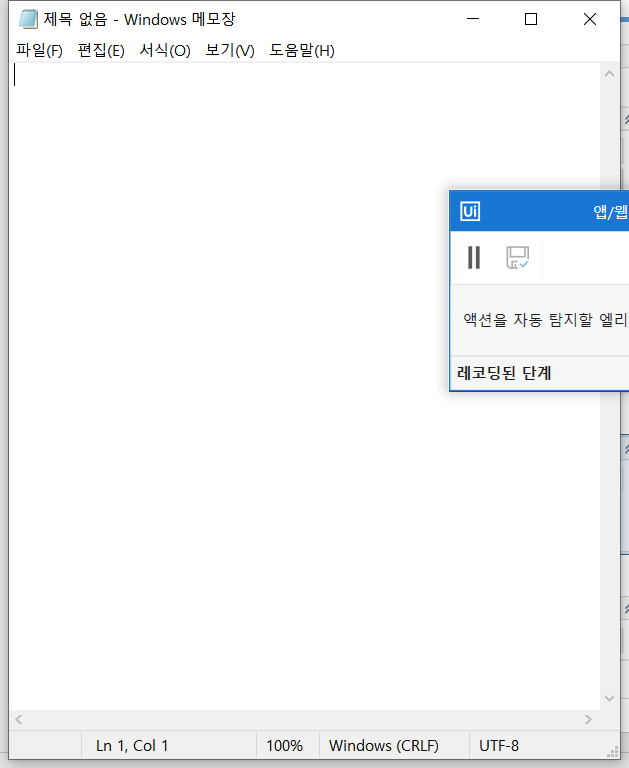 제목 없음 - Windows 메모장
파일(F) 편집(E) 서식(O) 보기(V) 도움말(H)
Ui 앱/웹
액션을 자동 탐지할 엘리
레코딩된 단계
Ln 1, Col 1 100% Windows (CRLF) UTF-8